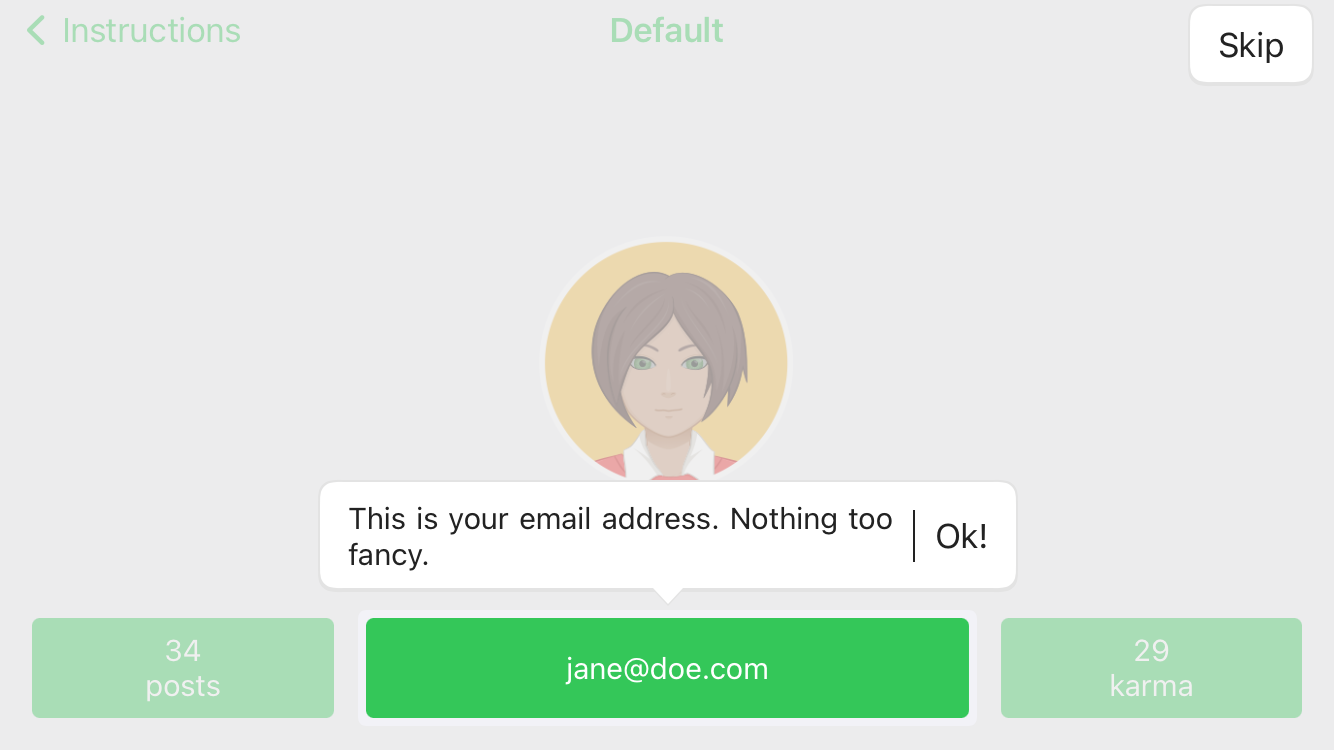 Instructions
Default
Skip
This is your email address. Nothing too
fancy.
Ok!
34
posts
jane@doe.com
29
karma